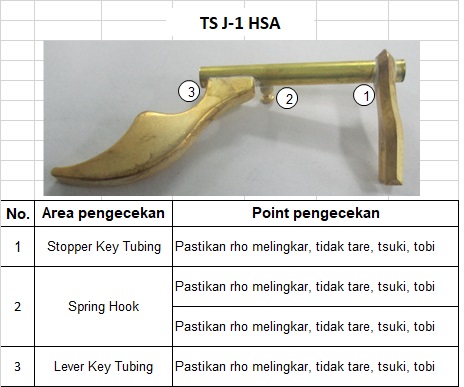 TS J-1 HSA
3
2
1
No. Area pengecekan Point pengecekan
1 Stopper Key Tubing Pastikan rho melingkar, tidak tare, tsuki, tobi
2 Spring Hook Pastikan rho melingkar, tidak tare, tsuki, tobi
Pastikan rho melingkar, tidak tare, tsuki, tobi
3 Lever Key Tubing Pastikan rho melingkar, tidak tare, tsuki, tobi